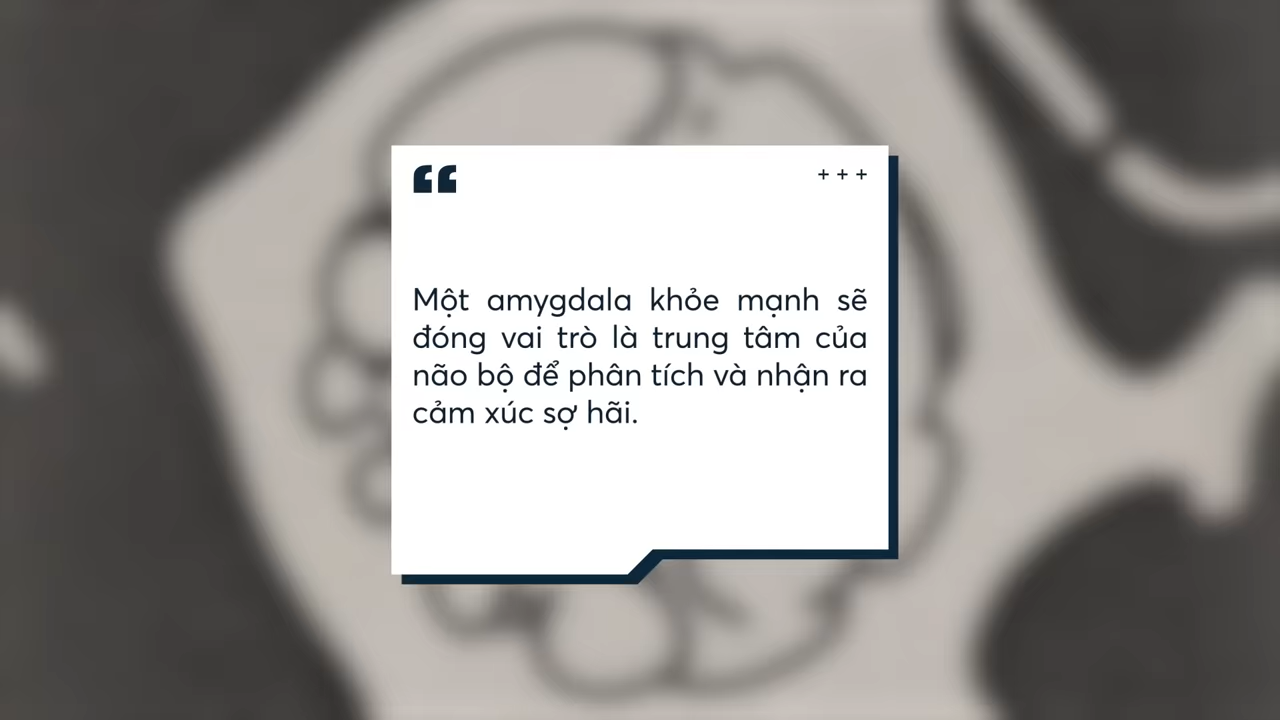 “
+ + +
Một amygdala khỏe mạnh sẽ
đóng vai trò là trung tâm của
não bộ để phân tích và nhận ra
cảm xúc sợ hãi.